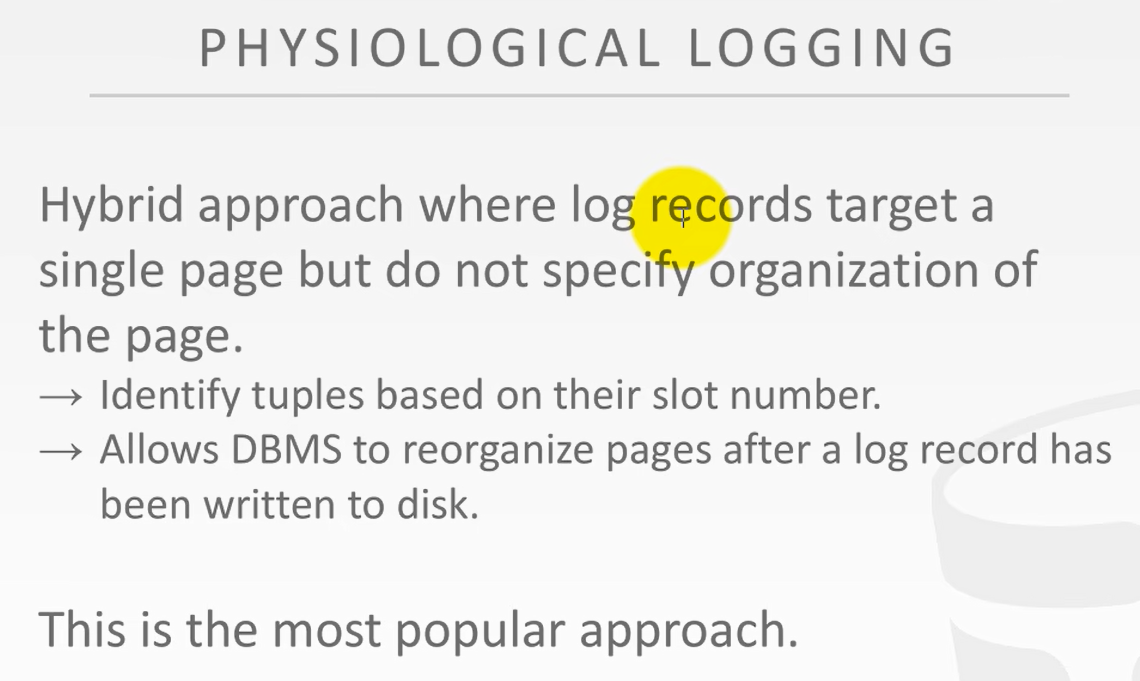 PHYSIOLOGICAL LOGGING
Hybrid approach where log records target a
single page but do not specify organization of
the page.
→ Identify tuples based on their slot number.
→ Allows DBMS to reorganize pages after a log record has
been written to disk.
This is the most popular approach.